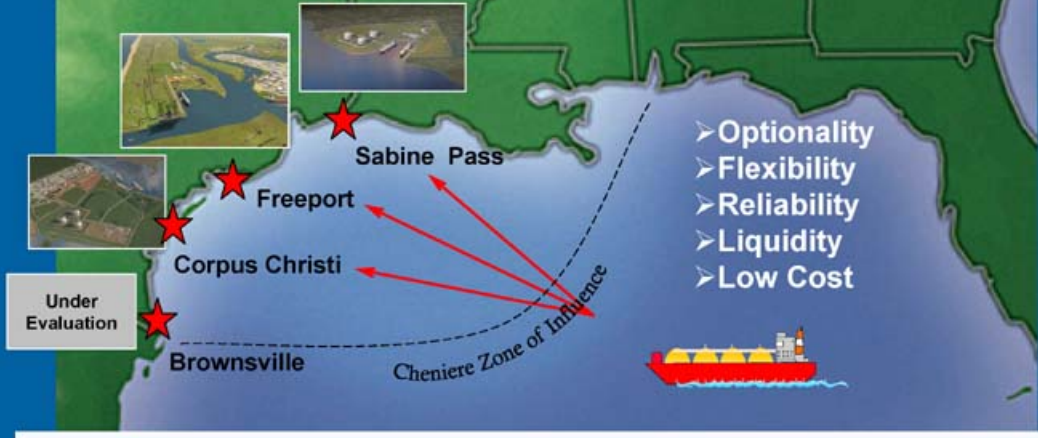 Sabine Pass
Freeport
Corpus Christi
Under
Evaluation
Brownsville
Cheniere Zone of Influence
➢Optionality
➢Flexibility
➢Reliability
➢Liquidity
➢Low Cost